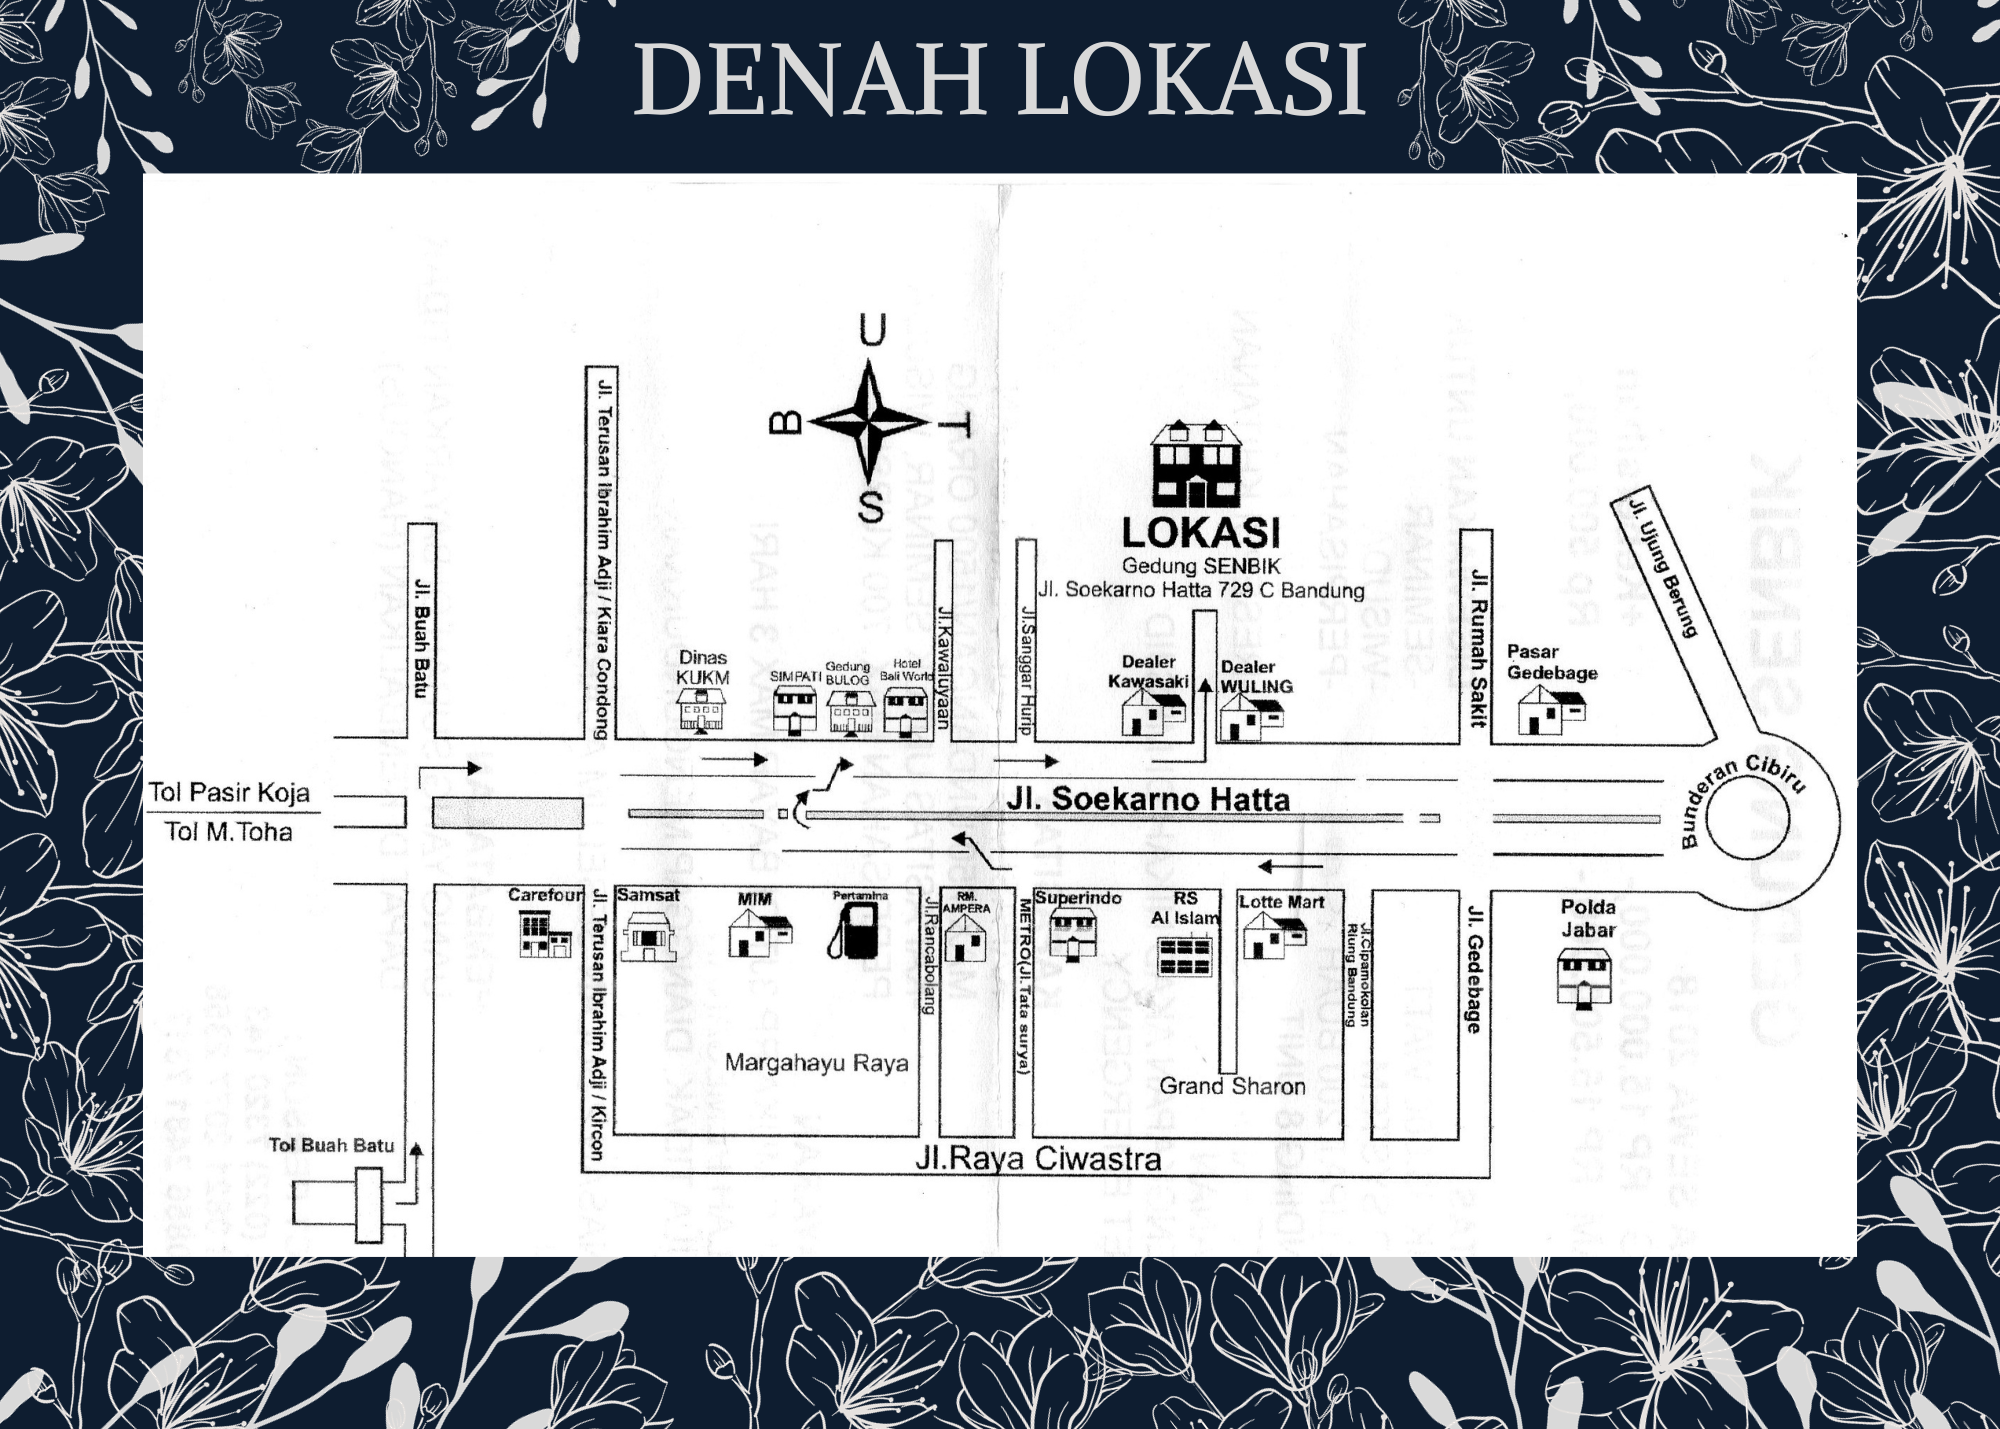 DENAH LOKASI
U
B
T
S
LOKASI
Gedung SENBIK
Jl. Soekarno Hatta 729 C Bandung
Jl. Buah Batu
Jl. Terusan Ibrahim Adji / Kiara Condong
Dinas
KUKM
SIMPATI
Gedung
BULOG
Hotel
Bali World
Jl.Kawaluyaan
Jl.Sanggar Hurip
Dealer
Kawasaki
Dealer
WULING
Jl. Rumah Sakit
Pasar
Gedebage
Jl. Ujung Berung
Bunderan Cibiru
Tol Pasir Koja
Tol M.Toha
Jl. Soekarno Hatta
Carefour
Jl. Terusan Ibrahim Adji / Kircon
Samsat
MIM
Pertamina
Jl.Rancabolang
RM.
AMPERA
METRO(Jl.Tata surya)
Superindo
RS
Al Islam
Lotte Mart
Jl.Cipamokolan
Riung Bandung
Jl. Gedebage
Polda
Jabar
Margahayu Raya
Grand Sharon
Tol Buah Batu
Jl.Raya Ciwastra